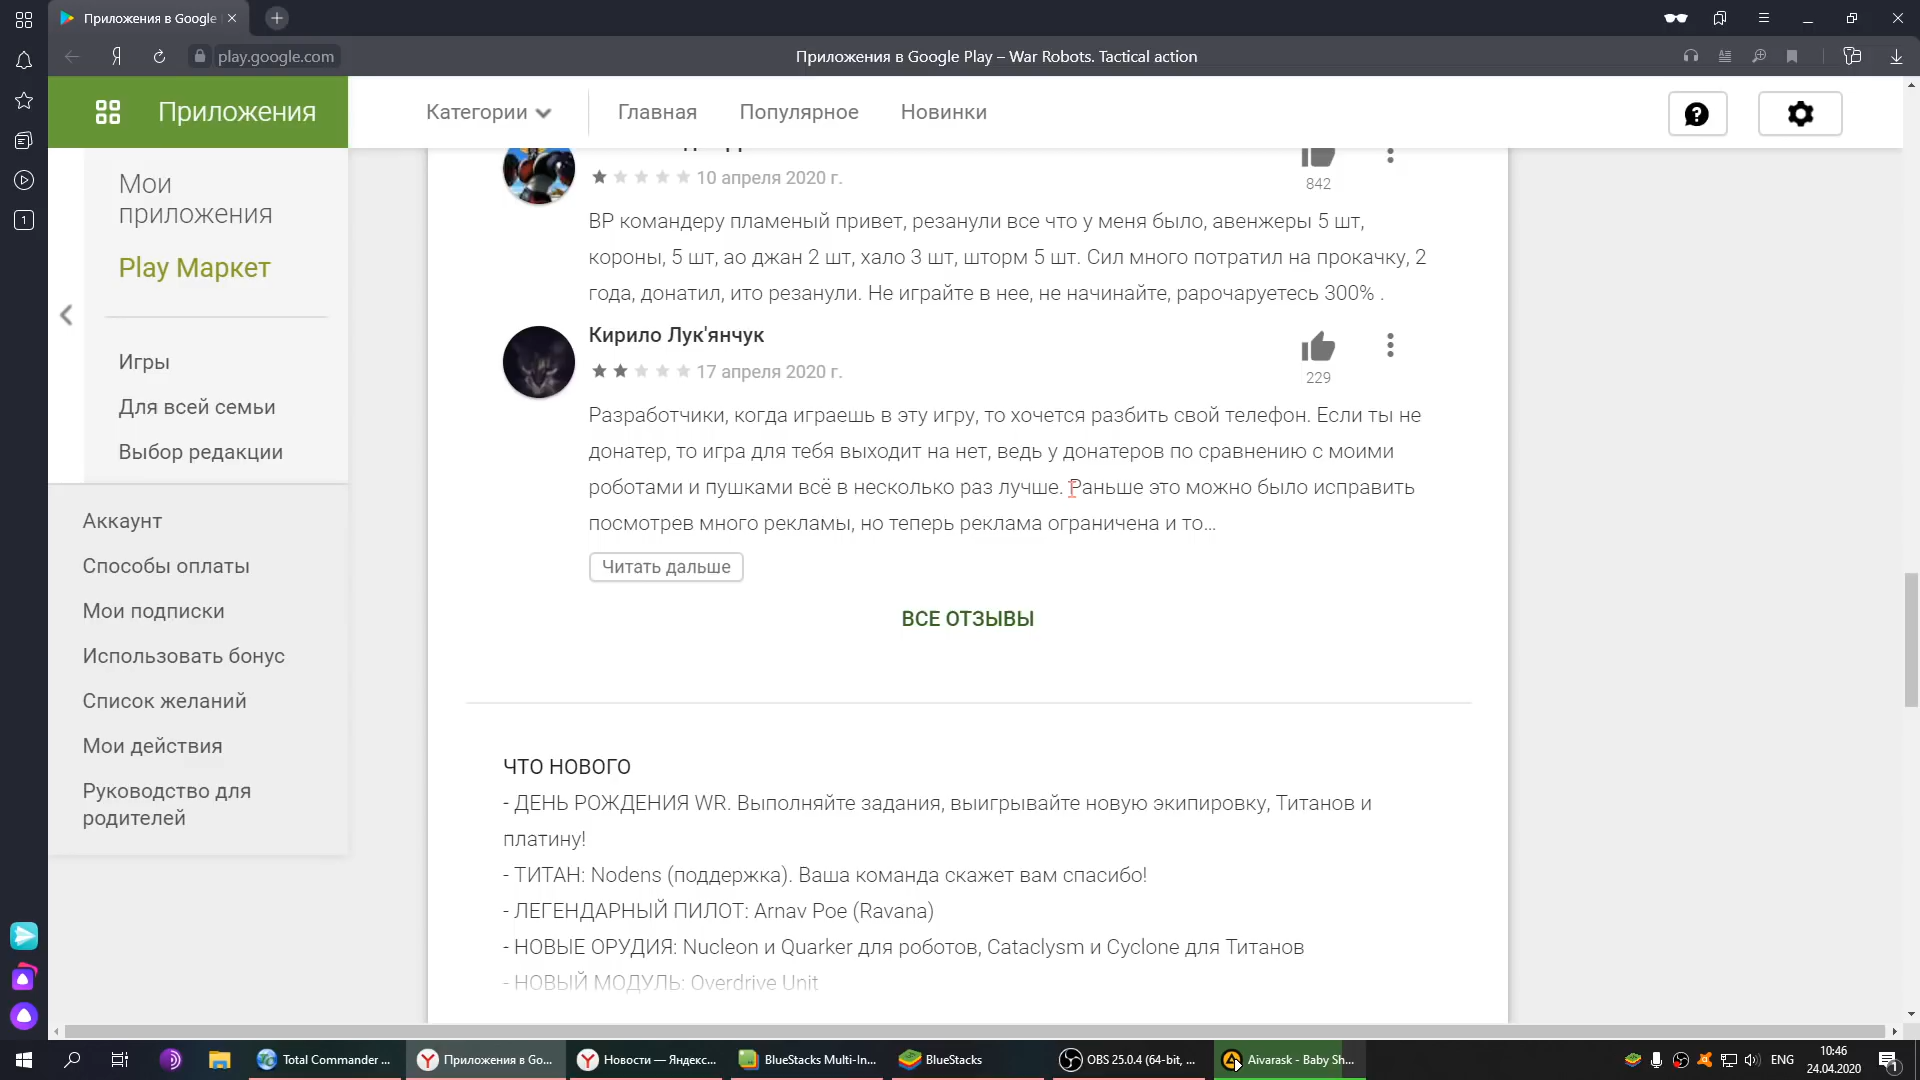 Приложения в Google
play.google.com
Приложения в Google Play – War Robots. Tactical action
Приложения
Категории
Главная
Популярное
Новинки
Мои
приложения
Play Маркет
Игры
Для всей семьи
Выбор редакции
Аккаунт
Способы оплаты
Мои подписки
Использовать бонус
Список желаний
Мои действия
Руководство для
родителей
10 апреля 2020 г.
842
ВР командеру пламеный привет, резанули все что у меня было, авенжеры 5 шт,
короны, 5 шт, ао джан 2 шт, хало 3 шт, шторм 5 шт. Сил много потратил на прокачку, 2
года, донатил, ито резанули. Не играйте в нее, не начинайте, рарочаруетесь 300% .
Кирило Лук'янчук
17 апреля 2020 г.
229
Разработчики, когда играешь в эту игру, то хочется разбить свой телефон. Если ты не
донатер, то игра для тебя выходит на нет, ведь у донатеров по сравнению с моими
роботами и пушками всё в несколько раз лучше. Раньше это можно было исправить
посмотрев много рекламы, но теперь реклама ограничена и то...
Читать дальше
ВСЕ ОТЗЫВЫ
ЧТО НОВОГО
- ДЕНЬ РОЖДЕНИЯ WR. Выполняйте задания, выигрывайте новую экипировку, Титанов и
платину!
- ТИТАН: Nodens (поддержка). Ваша команда скажет вам спасибо!
- ЛЕГЕНДАРНЫЙ ПИЛОТ: Arnav Poe (Ravana)
- НОВЫЕ ОРУДИЯ: Nucleon и Quarker для роботов, Cataclysm и Cyclone для Титанов
- НОВЫЙ МОДУЛЬ: Overdrive Unit
1
Total Commander ...
Приложения в Go...
Новости — Яндекс...
BlueStacks Multi-In...
BlueStacks
OBS 25.0.4 (64-bit, ...
Aivarask - Baby Sh...
ENG
10:46
24.04.2020
1